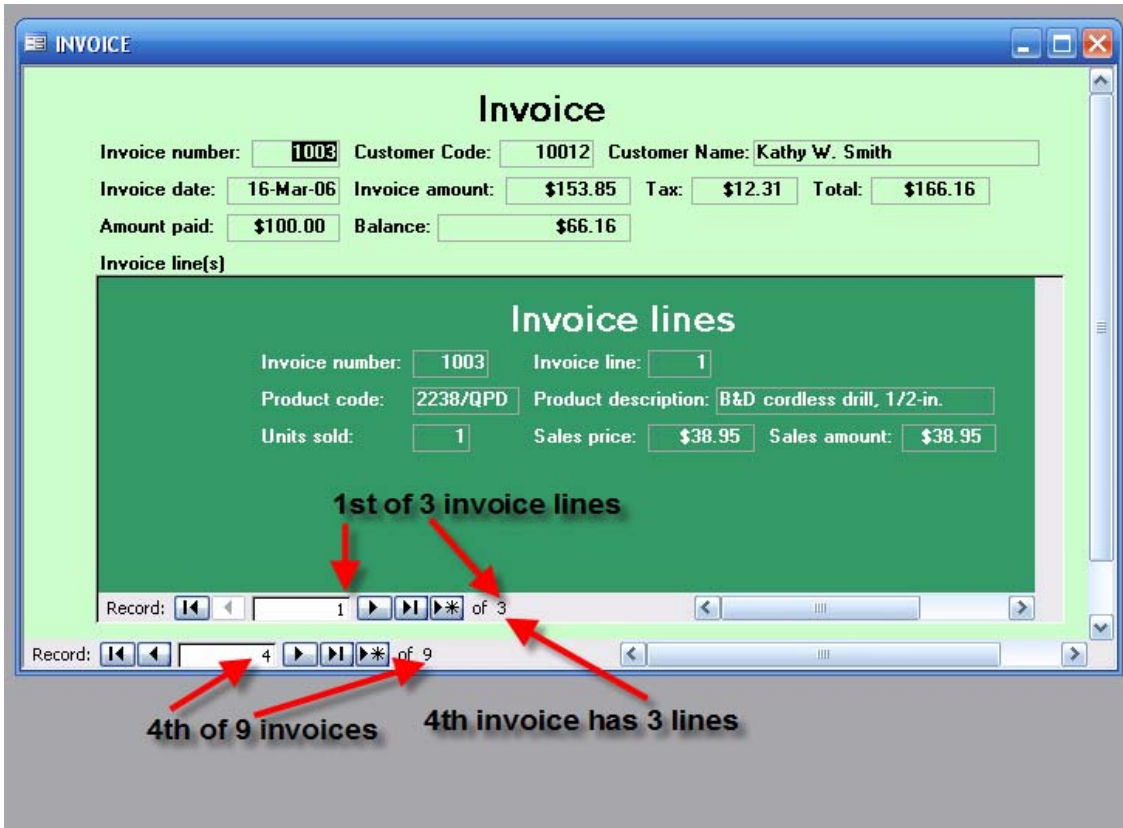 INVOICE
Invoice
Invoice number: 1003 Customer Code: 10012 Customer Name: Kathy W. Smith
Invoice date: 16-Mar-06 Invoice amount: $153.85 Tax: $12.31 Total: $166.16
Amount paid: $100.00 Balance: $66.16
Invoice line(s)
Invoice lines
Invoice number: 1003 Invoice line: 1
Product code: 2238/QPD Product description: B&D cordless drill, 1/2-in.
Units sold: 1 Sales price: $38.95 Sales amount: $38.95
1st of 3 invoice lines
Record: 1 of 3
Record: 4 of 9
4th of 9 invoices
4th invoice has 3 lines